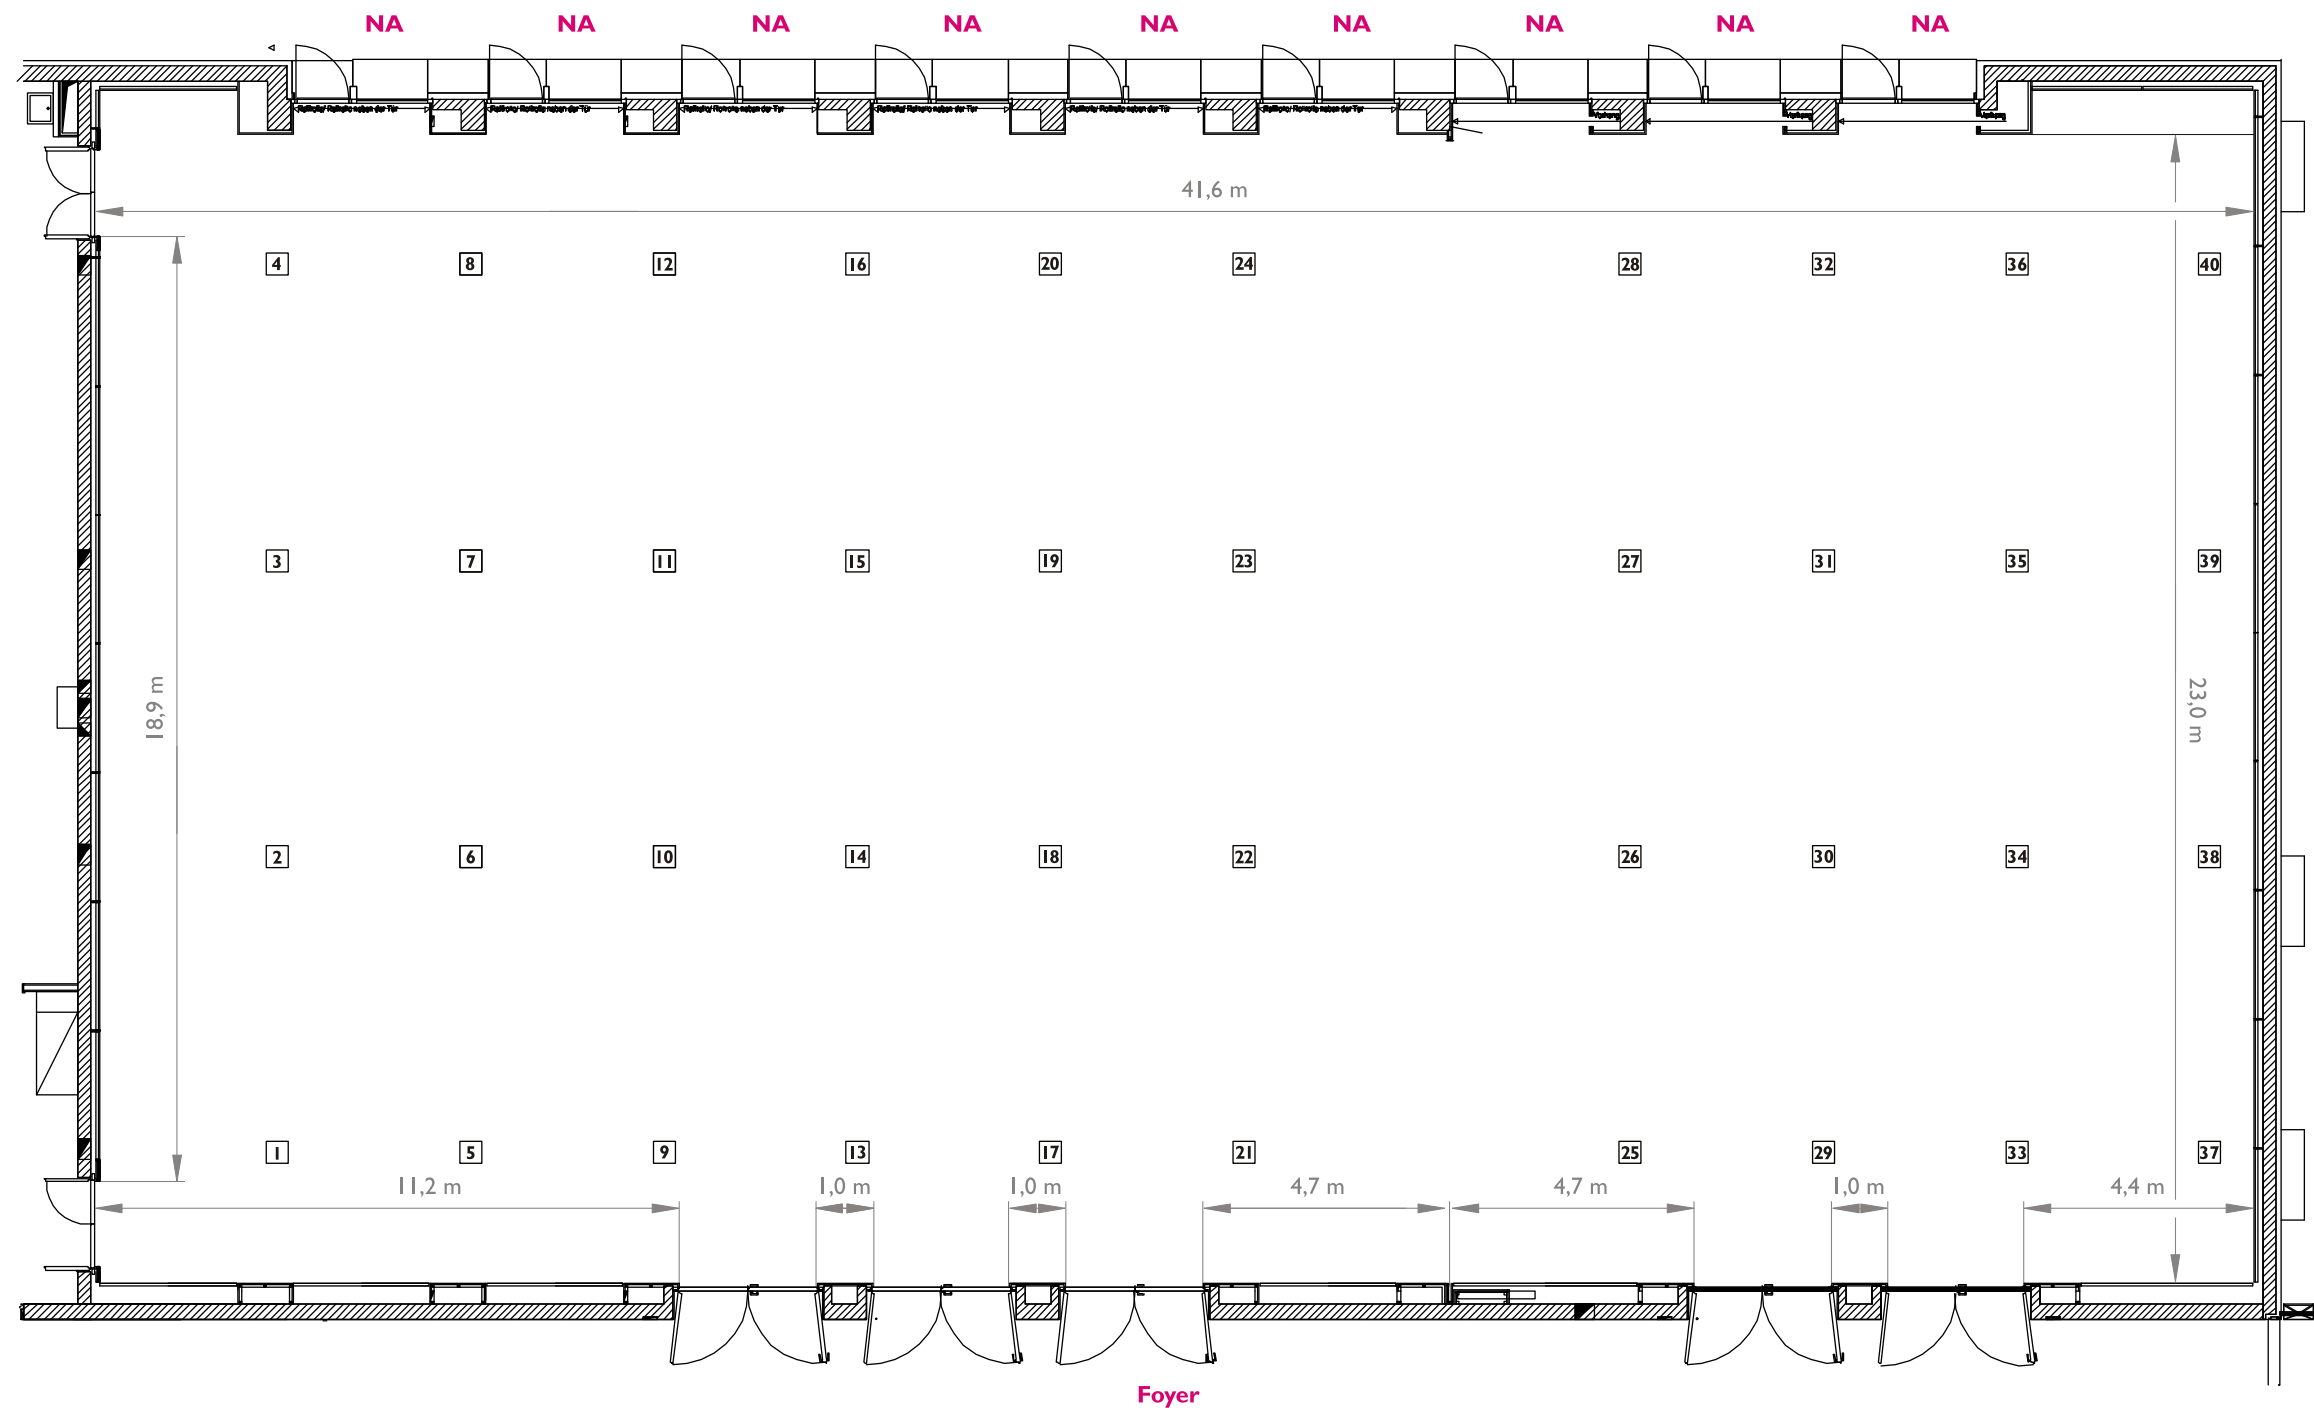 NA NA NA NA NA NA NA NA NA
41,6 m
4 8 12 16 20 24 28 32 36 40
3 7 11 15 19 23 27 31 35 39
18,9 m
23,0 m
2 6 10 14 18 22 26 30 34 38
1 5 9 13 17 21 25 29 33 37
11,2 m 1,0 m 1,0 m 4,7 m 4,7 m 1,0 m 4,4 m
Foyer